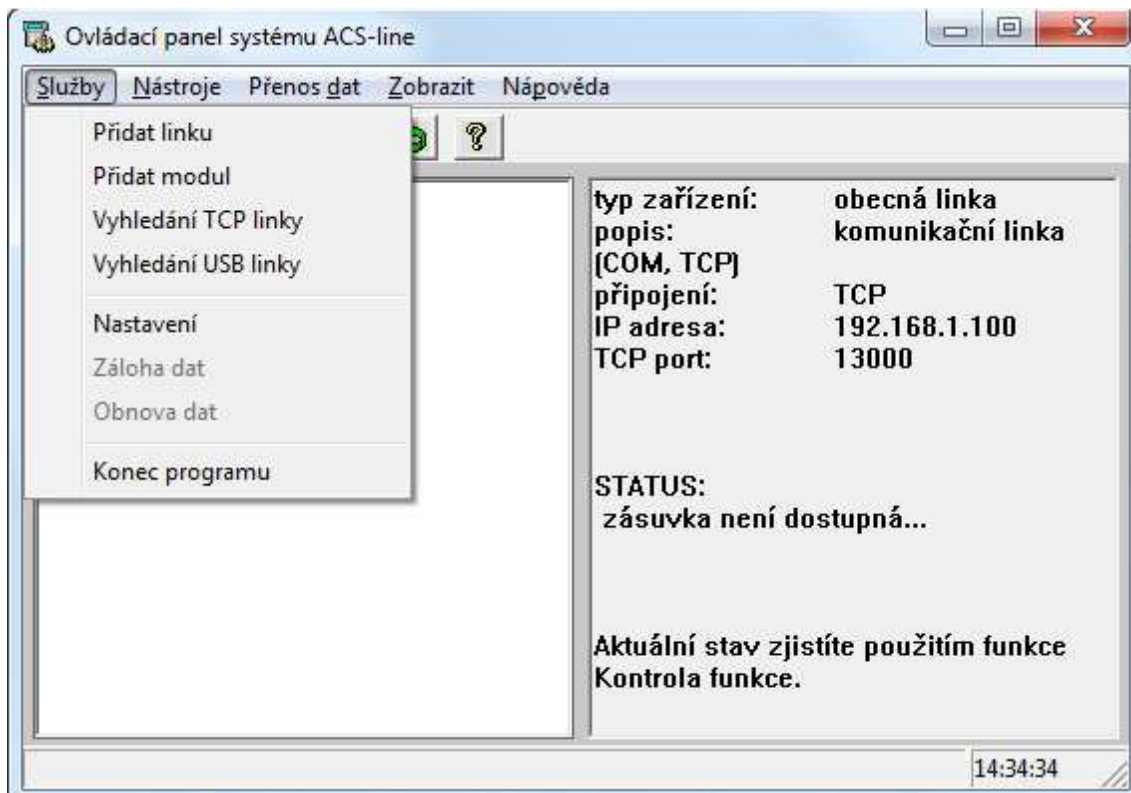 Ovládací panel systému ACS-line
Služby Nástroje Přenos dat Zobrazit Nápověda
Přidat linku
Přidat modul
Vyhledání TCP linky
Vyhledání USB linky
Nastavení
Záloha dat
Obnova dat
Konec programu
typ zařízení: obecná linka
popis: komunikační linka
(COM, TCP)
připojení: TCP
IP adresa: 192.168.1.100
TCP port: 13000
STATUS:
zásuvka není dostupná...
Aktuální stav zjistíte použitím funkce
Kontrola funkce.
14:34:34